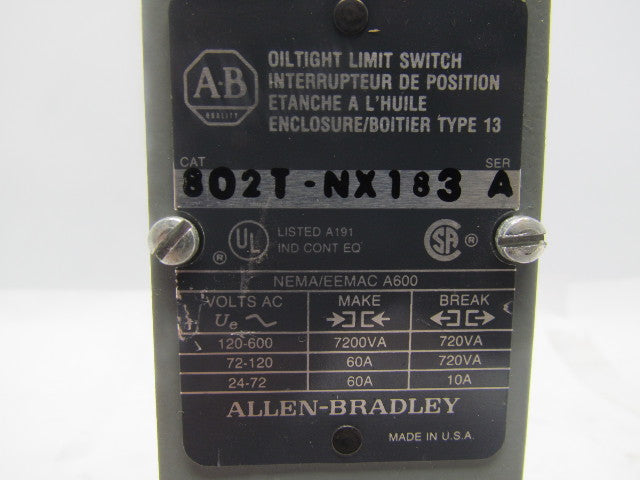 A-B
QUALITY
OILTIGHT LIMIT SWITCH
INTERRUPTEUR DE POSITION
ETANCHE A L'HUILE
ENCLOSURE/BOITIER TYPE 13
CAT SER
802T-NX183 A
® UL LISTED A191
IND CONT EQ
SA ®
NEMA/EEMAC A600
VOLTS AC MAKE BREAK
Ue
120-600 7200VA 720VA
72-120 60A 720VA
24-72 60A 10A
ALLEN-BRADLEY
MADE IN U.S.A.